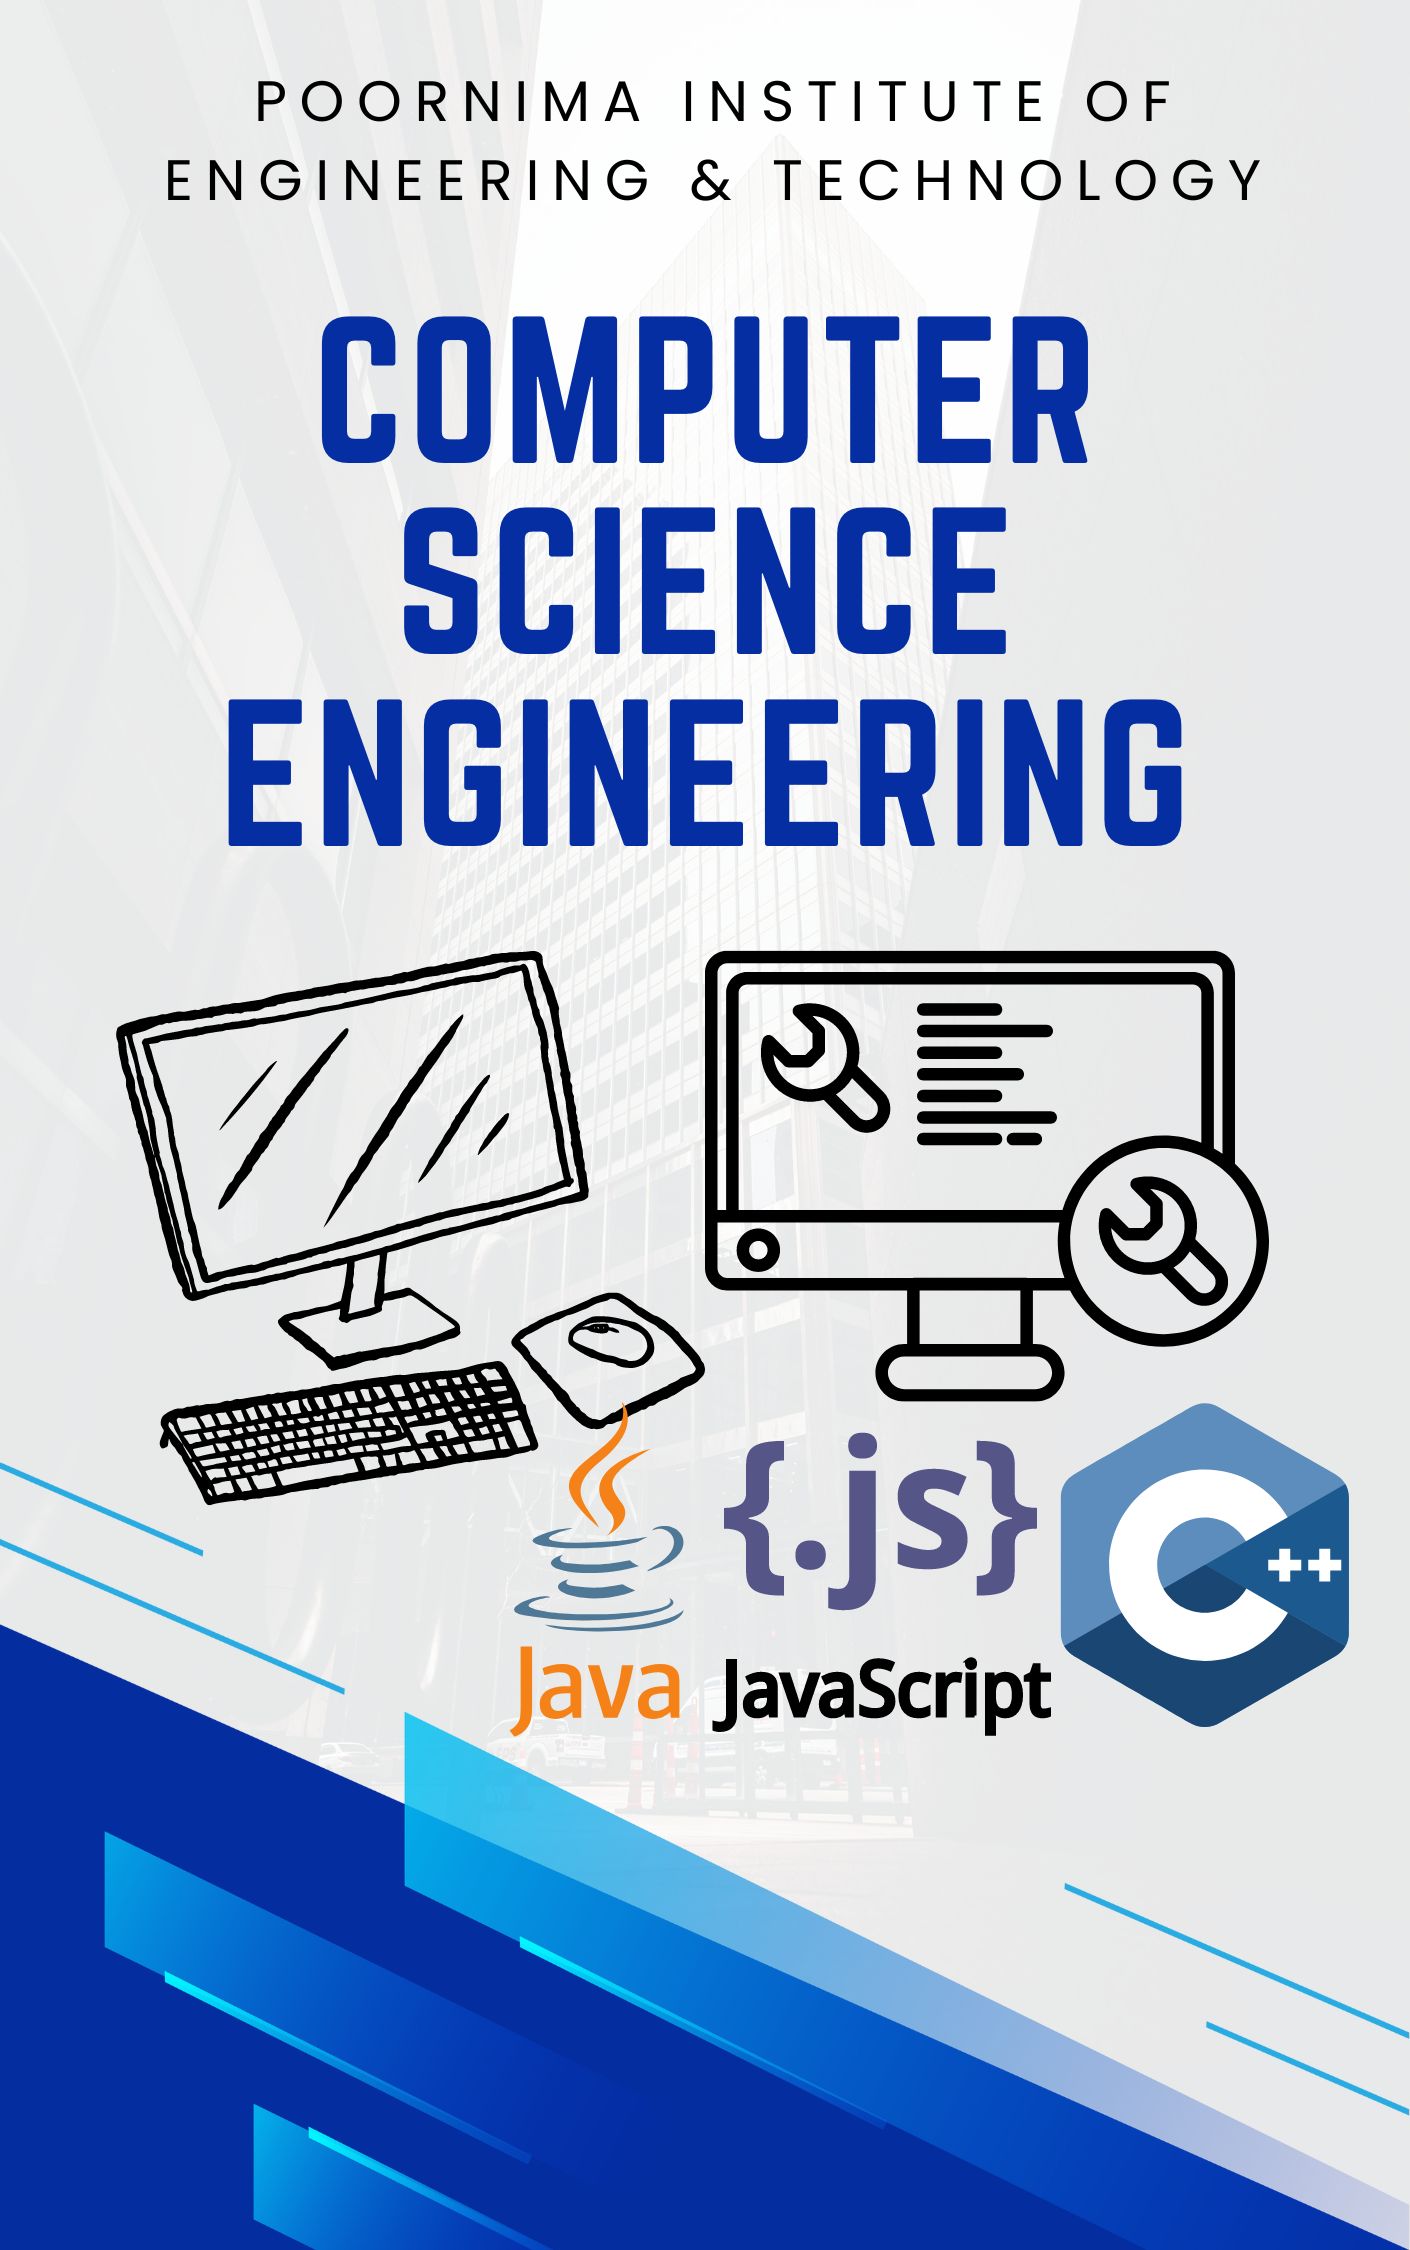 POORNIMA INSTITUTE OF
ENGINEERING & TECHNOLOGY
COMPUTER
SCIENCE
ENGINEERING
{.js}
C++
Java
JavaScript